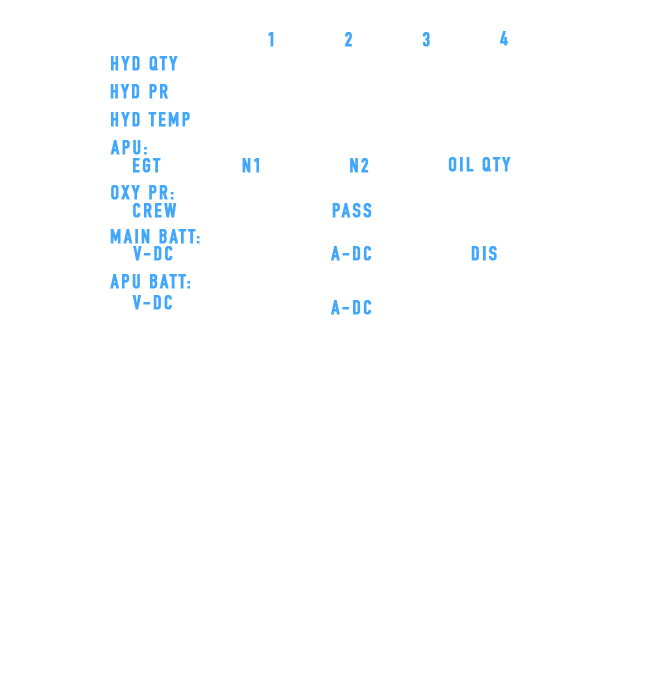 1 2 3 4
HYD QTY
HYD PR
HYD TEMP
APU:
EGT N1 N2 OIL QTY
OXY PR:
CREW PASS
MAIN BATT:
V-DC A-DC DIS
APU BATT:
V-DC A-DC